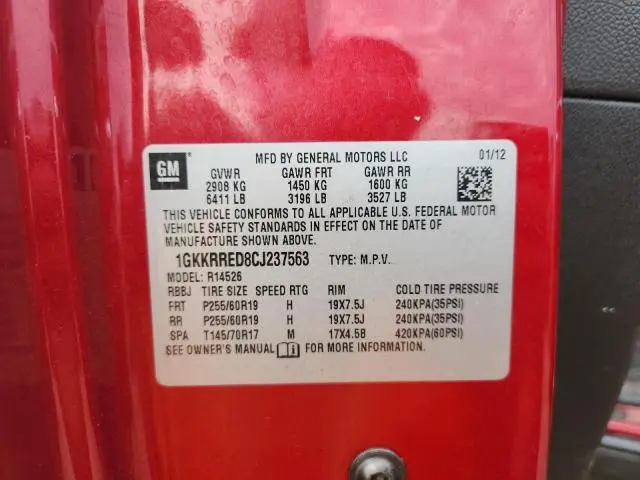 MFD BY GENERAL MOTORS LLC 01/12
GM GVWR GAWR FRT GAWR RR
2908 KG 1450 KG 1600 KG
6411 LB 3196 LB 3527 LB
THIS VEHICLE CONFORMS TO ALL APPLICABLE U.S. FEDERAL MOTOR
VEHICLE SAFETY STANDARDS IN EFFECT ON THE DATE OF
MANUFACTURE SHOWN ABOVE.
1GKKRRED8CJ237563 TYPE: M.P.V.
MODEL: R14526
RBBJ TIRE SIZE SPEED RTG RIM COLD TIRE PRESSURE
FRT P255/60R19 H 19X7.5J 240KPA(35PSI)
RR P255/60R19 H 19X7.5J 240KPA(35PSI)
SPA T145/70R17 M 17X4.5B 420KPA(60PSI)
SEE OWNER'S MANUAL FOR MORE INFORMATION.